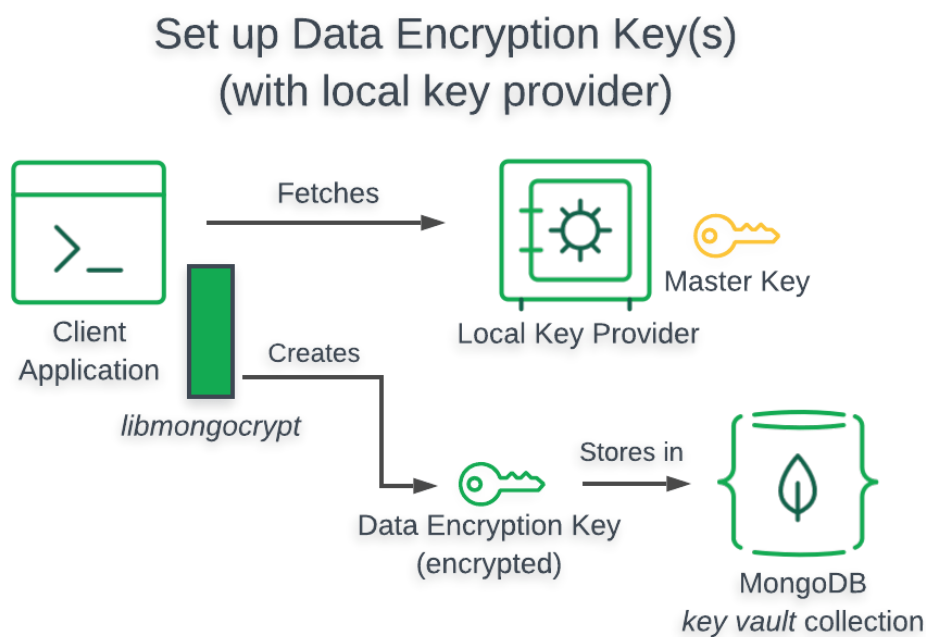 Set up Data Encryption Key(s)
(with local key provider)
Fetches
Client
Application
Local Key Provider
Master Key
libmongocrypt
Creates
Data Encryption Key
(encrypted)
Stores in
MongoDB
key vault collection